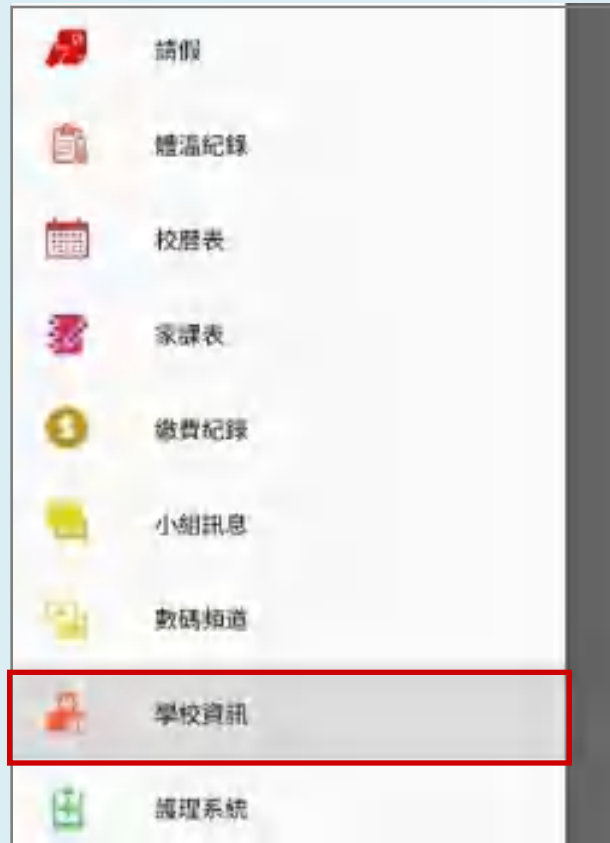 請假
體溫紀錄
校曆表
家課表
繳費紀錄
小組訊息
數碼頻道
學校資訊
護理系統